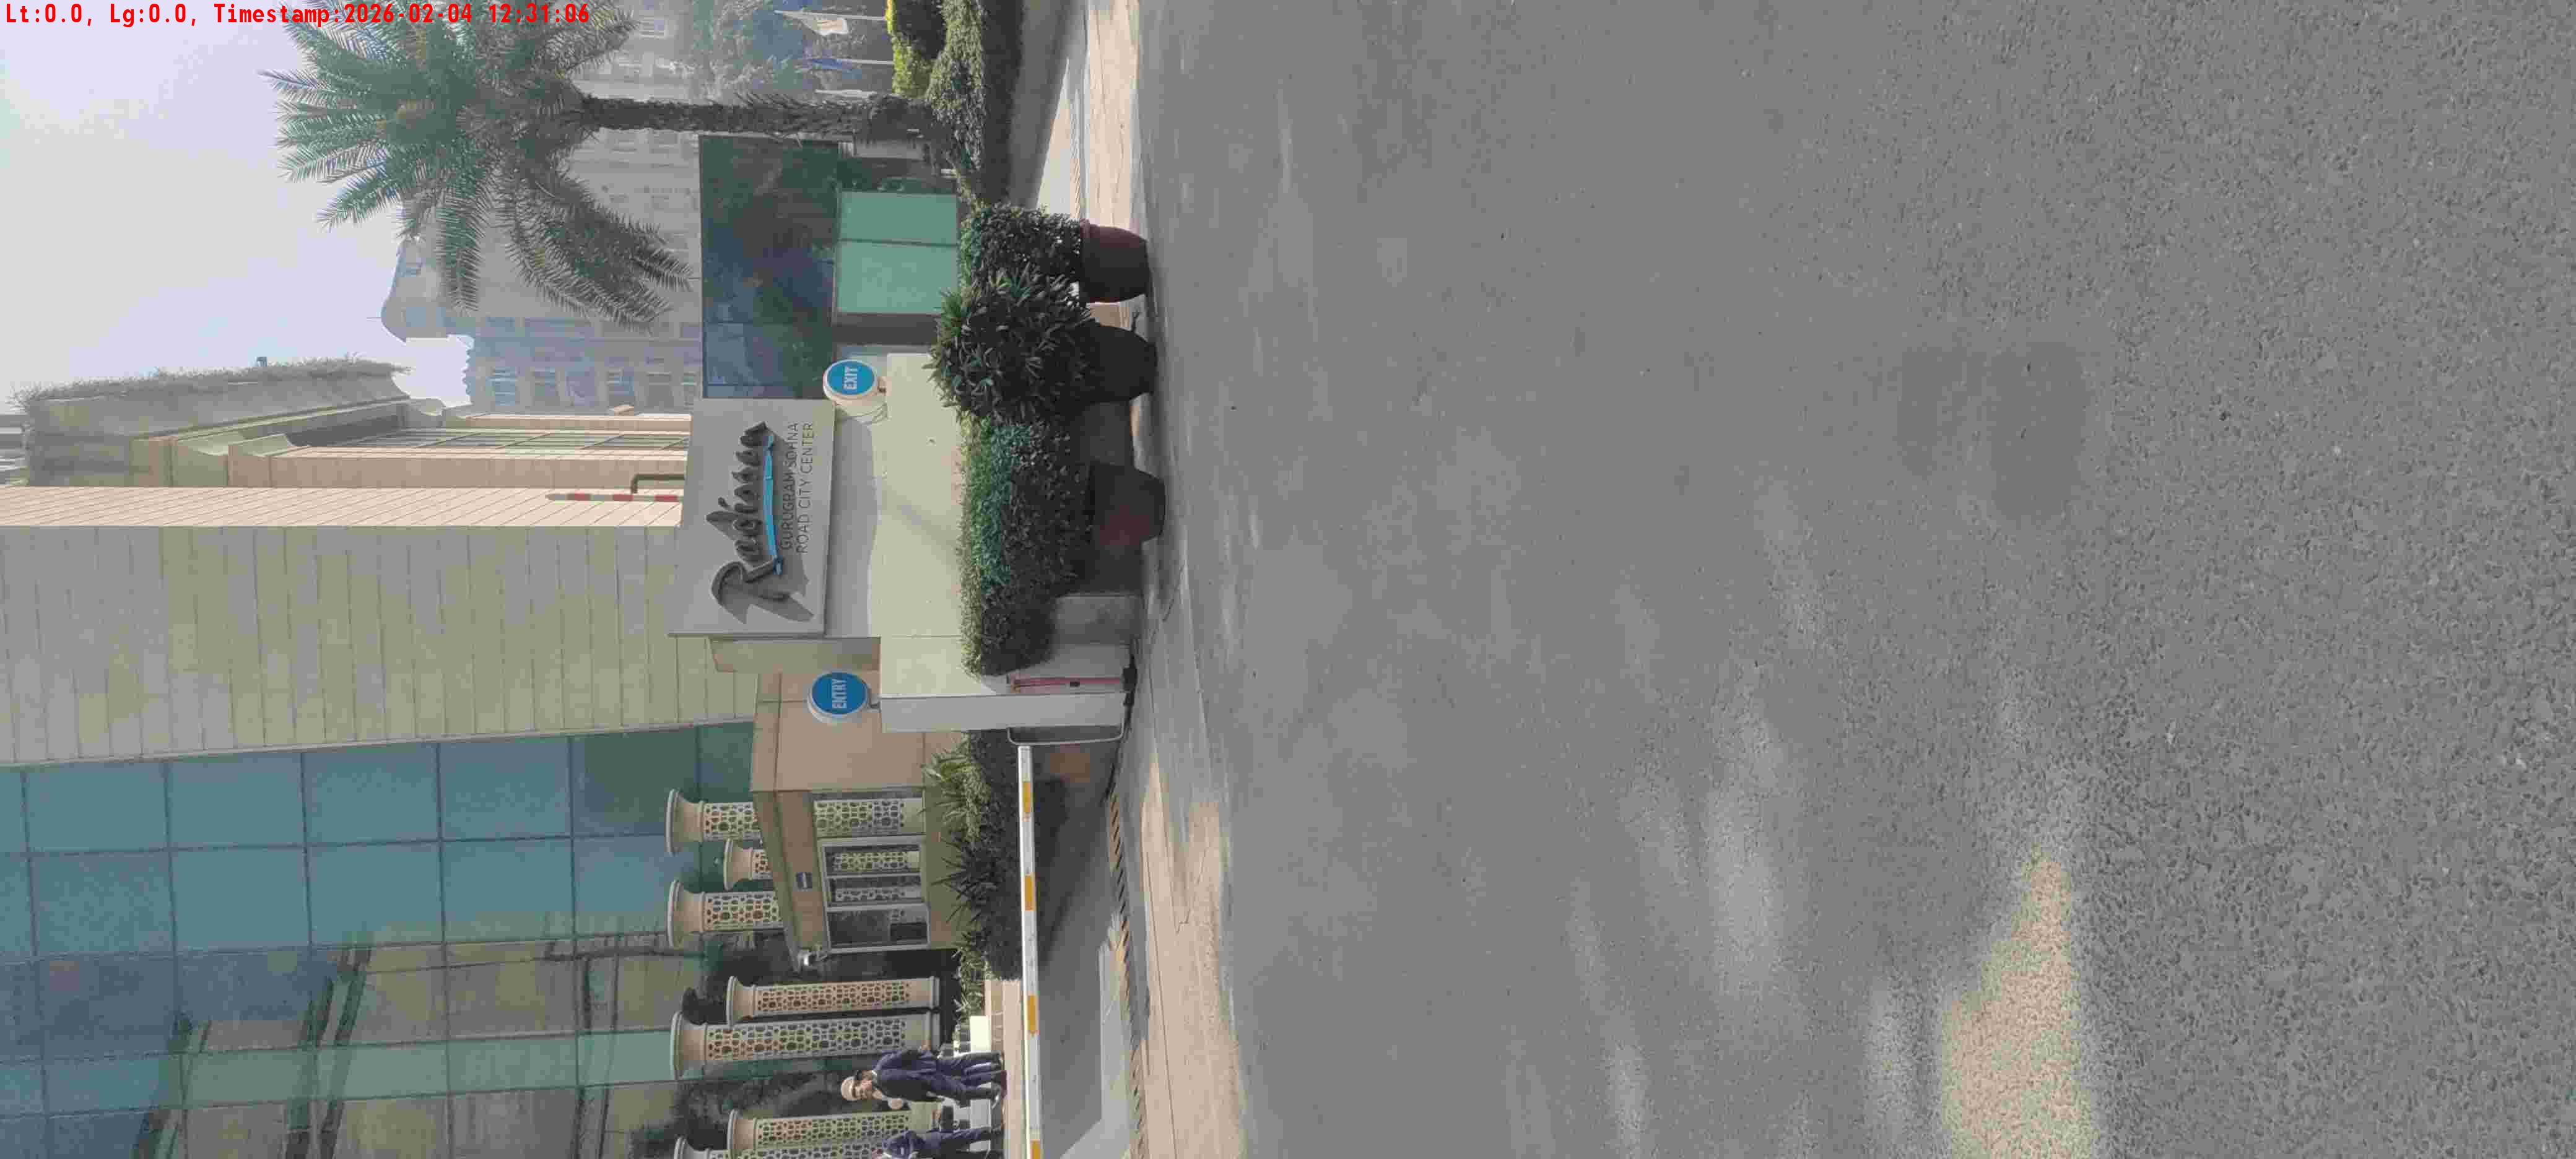 Lt:0.0, Lg:0.0, Timestamp:2026-02-04 12:31:06
Radisson
GURUGRAM SOHNA
ROAD CITY CENTER
ENTRY
EXIT